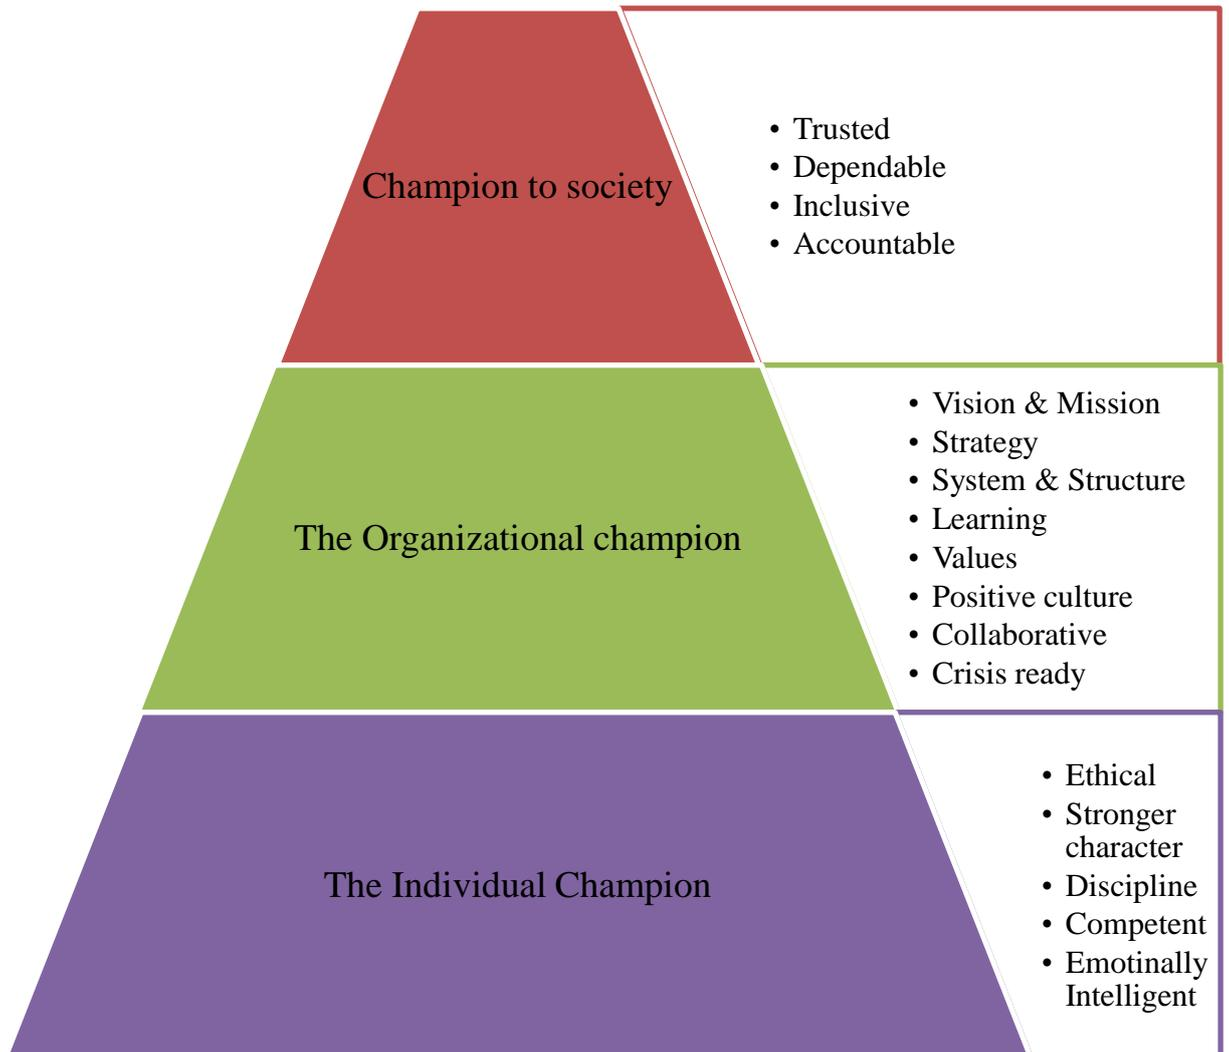 Champion to society
• Trusted
• Dependable
• Inclusive
• Accountable
The Organizational champion
• Vision & Mission
• Strategy
• System & Structure
• Learning
• Values
• Positive culture
• Collaborative
• Crisis ready
The Individual Champion
• Ethical
• Stronger
character
• Discipline
• Competent
• Emotinally
Intelligent